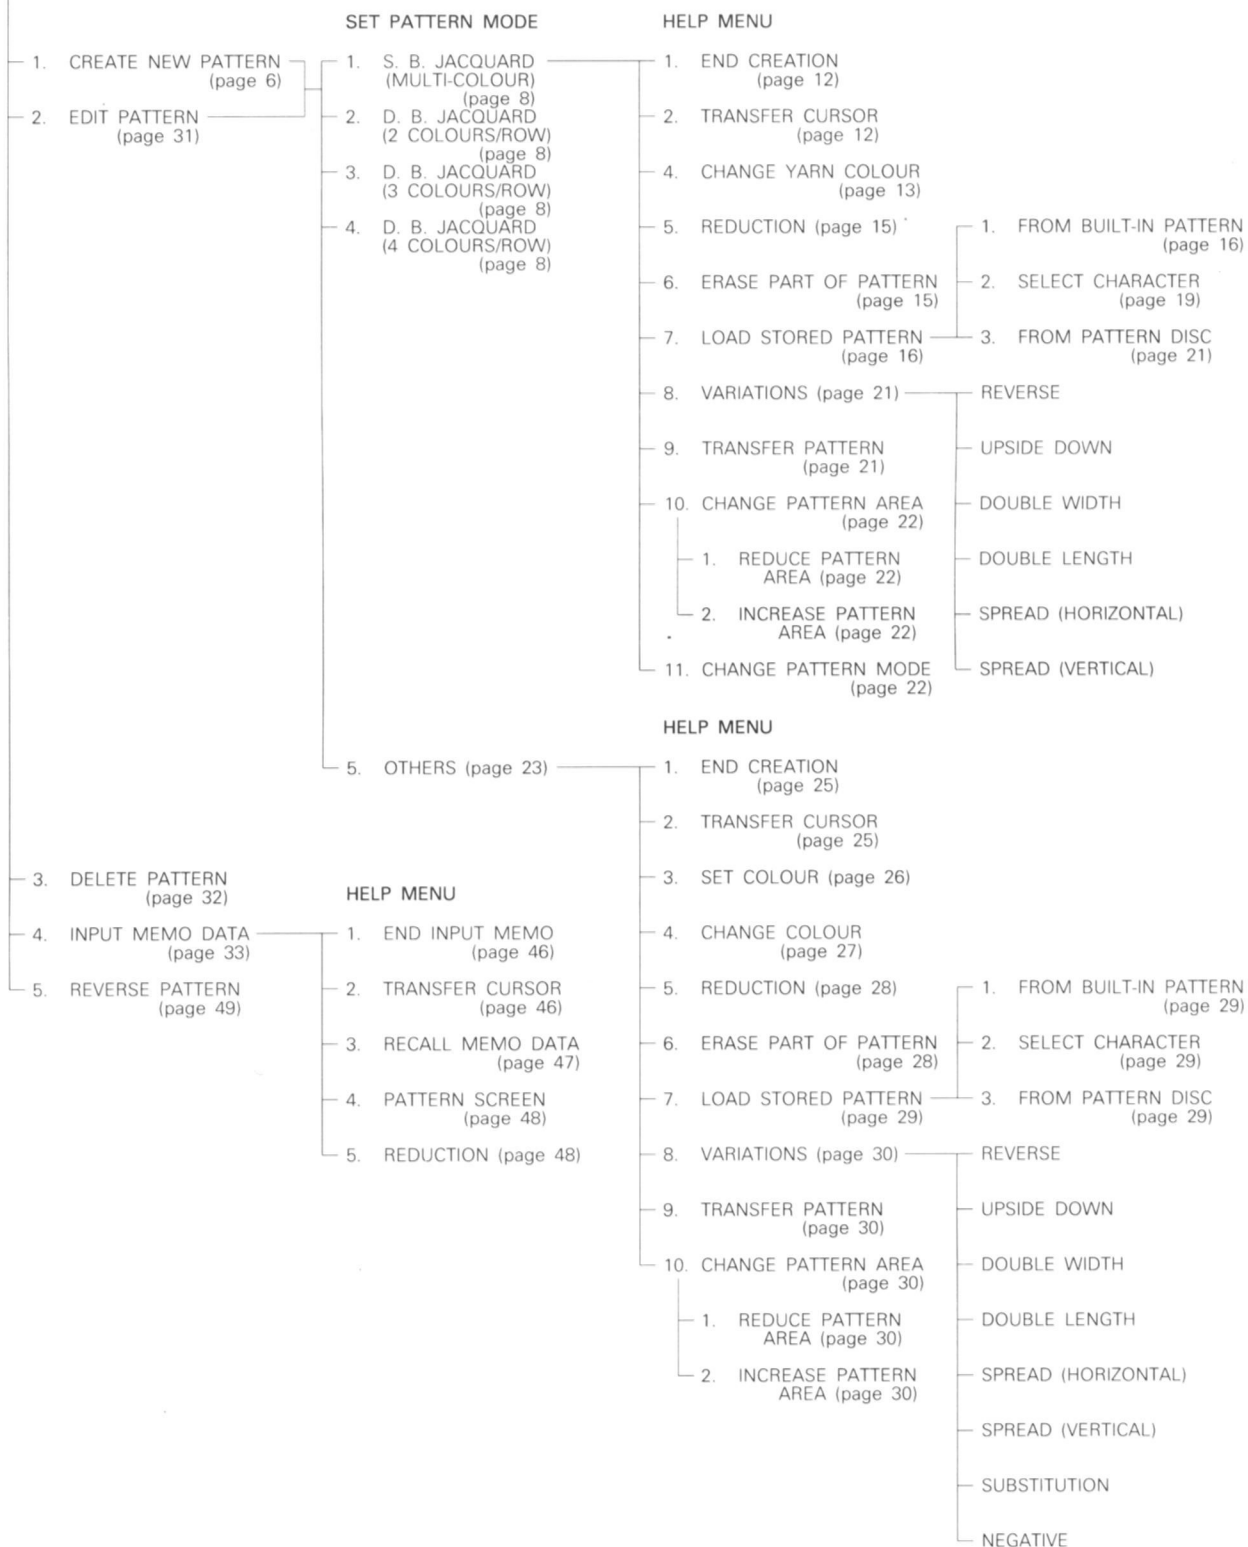 SET PATTERN MODE
HELP MENU
1. CREATE NEW PATTERN
(page 6)
2. EDIT PATTERN
(page 31)
1. S. B. JACQUARD
(MULTI-COLOUR)
(page 8)
2. D. B. JACQUARD
(2 COLOURS/ROW)
(page 8)
3. D. B. JACQUARD
(3 COLOURS/ROW)
(page 8)
4. D. B. JACQUARD
(4 COLOURS/ROW)
(page 8)
1. END CREATION
(page 12)
2. TRANSFER CURSOR
(page 12)
4. CHANGE YARN COLOUR
(page 13)
5. REDUCTION (page 15)
6. ERASE PART OF PATTERN
(page 15)
7. LOAD STORED PATTERN
(page 16)
1. FROM BUILT-IN PATTERN
(page 16)
2. SELECT CHARACTER
(page 19)
3. FROM PATTERN DISC
(page 21)
8. VARIATIONS (page 21)
REVERSE
UPSIDE DOWN
DOUBLE WIDTH
DOUBLE LENGTH
SPREAD (HORIZONTAL)
SPREAD (VERTICAL)
9. TRANSFER PATTERN
(page 21)
10. CHANGE PATTERN AREA
(page 22)
1. REDUCE PATTERN
AREA (page 22)
2. INCREASE PATTERN
AREA (page 22)
11. CHANGE PATTERN MODE
(page 22)
HELP MENU
5. OTHERS (page 23)
1. END CREATION
(page 25)
2. TRANSFER CURSOR
(page 25)
3. SET COLOUR (page 26)
4. CHANGE COLOUR
(page 27)
5. REDUCTION (page 28)
6. ERASE PART OF PATTERN
(page 28)
7. LOAD STORED PATTERN
(page 29)
1. FROM BUILT-IN PATTERN
(page 29)
2. SELECT CHARACTER
(page 29)
3. FROM PATTERN DISC
(page 29)
8. VARIATIONS (page 30)
REVERSE
UPSIDE DOWN
DOUBLE WIDTH
DOUBLE LENGTH
SPREAD (HORIZONTAL)
SPREAD (VERTICAL)
SUBSTITUTION
NEGATIVE
9. TRANSFER PATTERN
(page 30)
10. CHANGE PATTERN AREA
(page 30)
1. REDUCE PATTERN
AREA (page 30)
2. INCREASE PATTERN
AREA (page 30)
3. DELETE PATTERN
(page 32)
HELP MENU
4. INPUT MEMO DATA
(page 33)
1. END INPUT MEMO
(page 46)
2. TRANSFER CURSOR
(page 46)
3. RECALL MEMO DATA
(page 47)
4. PATTERN SCREEN
(page 48)
5. REDUCTION (page 48)
5. REVERSE PATTERN
(page 49)